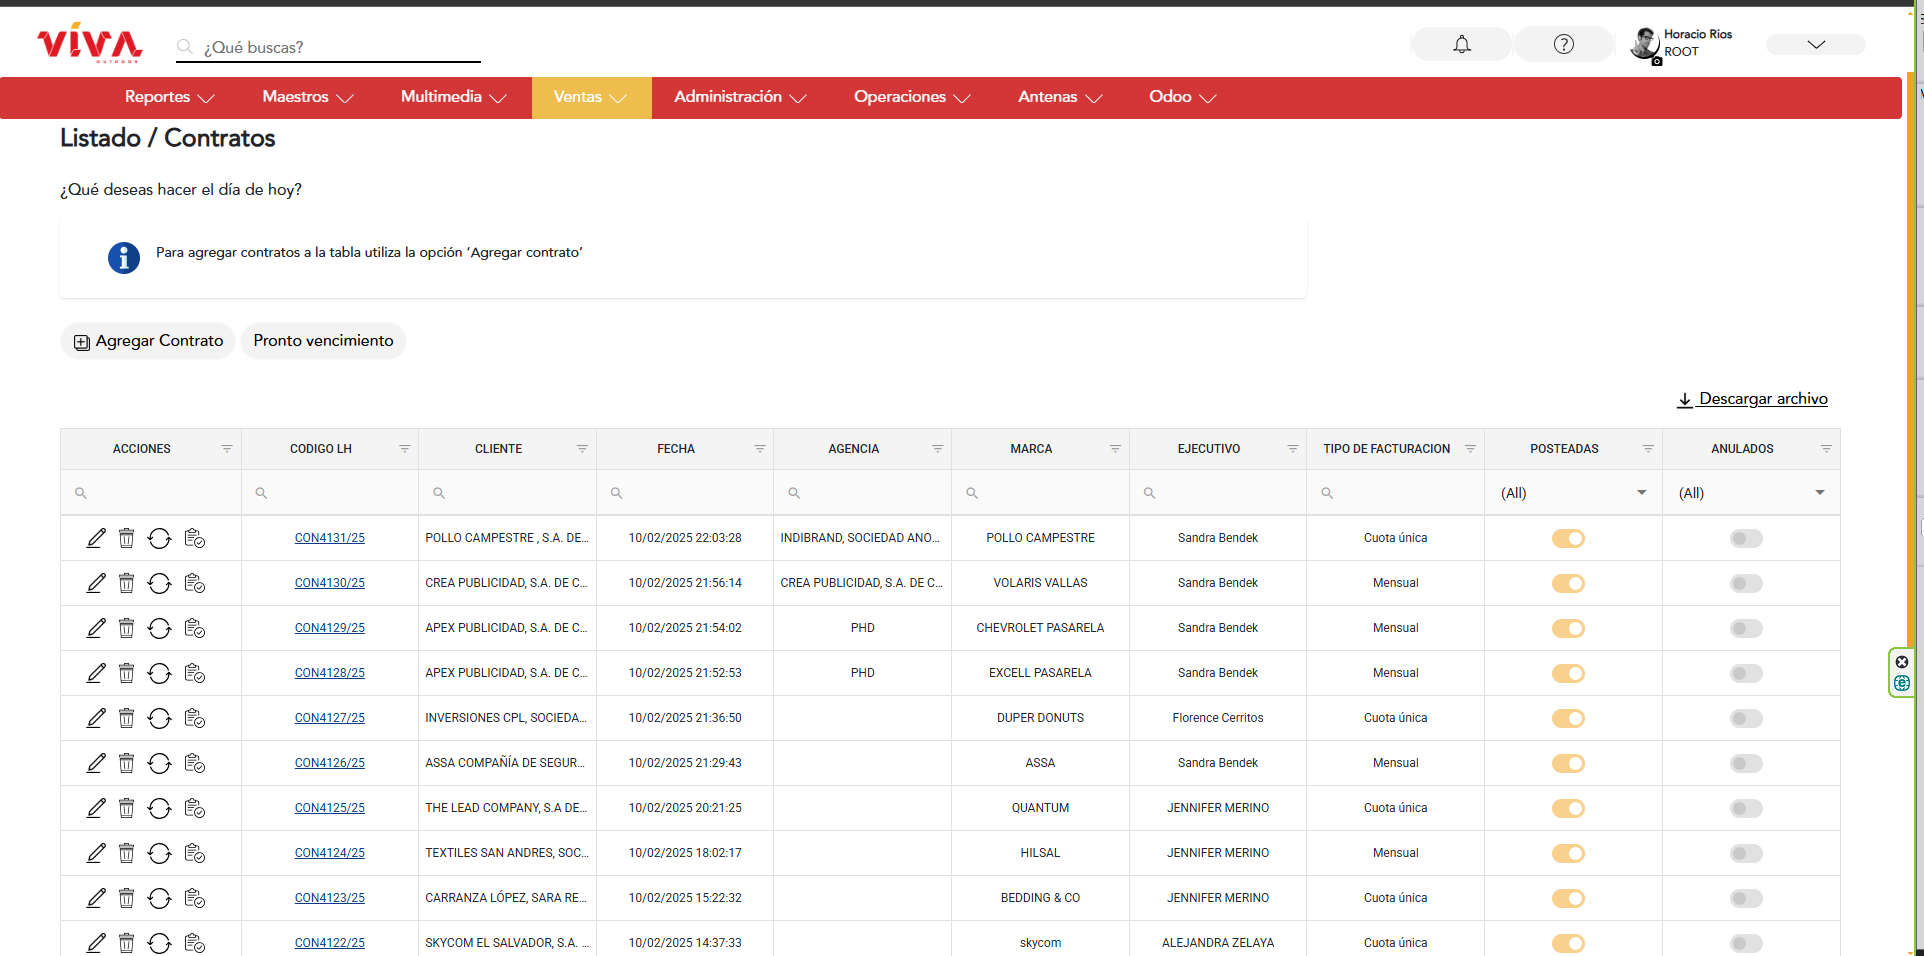 VIVA
OUTDOOR
¿Qué buscas?
Horacio Rios
ROOT
Reportes Maestros Multimedia Ventas Administración Operaciones Antenas Odoo
Listado / Contratos
¿Qué deseas hacer el día de hoy?
Para agregar contratos a la tabla utiliza la opción 'Agregar contrato'
Agregar Contrato Pronto vencimiento
Descargar archivo
ACCIONES CODIGO LH CLIENTE FECHA AGENCIA MARCA EJECUTIVO TIPO DE FACTURACION POSTEADAS ANULADOS
(All) (All)
CON4131/25 POLLO CAMPESTRE , S.A. DE... 10/02/2025 22:03:28 INDIBRAND, SOCIEDAD ANO... POLLO CAMPESTRE Sandra Bendek Cuota única
CON4130/25 CREA PUBLICIDAD, S.A. DE C... 10/02/2025 21:56:14 CREA PUBLICIDAD, S.A. DE C... VOLARIS VALLAS Sandra Bendek Mensual
CON4129/25 APEX PUBLICIDAD, S.A. DE C... 10/02/2025 21:54:02 PHD CHEVROLET PASARELA Sandra Bendek Mensual
CON4128/25 APEX PUBLICIDAD, S.A. DE C... 10/02/2025 21:52:53 PHD EXCELL PASARELA Sandra Bendek Mensual
CON4127/25 INVERSIONES CPL, SOCIEDA... 10/02/2025 21:36:50 DUPER DONUTS Florence Cerritos Cuota única
CON4126/25 ASSA COMPAÑÍA DE SEGUR... 10/02/2025 21:29:43 ASSA Sandra Bendek Mensual
CON4125/25 THE LEAD COMPANY, S.A DE... 10/02/2025 20:21:25 QUANTUM JENNIFER MERINO Cuota única
CON4124/25 TEXTILES SAN ANDRES, SOC... 10/02/2025 18:02:17 HILSAL JENNIFER MERINO Mensual
CON4123/25 CARRANZA LÓPEZ, SARA RE... 10/02/2025 15:22:32 BEDDING & CO JENNIFER MERINO Cuota única
CON4122/25 SKYCOM EL SALVADOR, S.A. ... 10/02/2025 14:37:33 skycom ALEJANDRA ZELAYA Cuota única